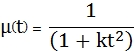 μ(t) = 1 / (1 + kt²)